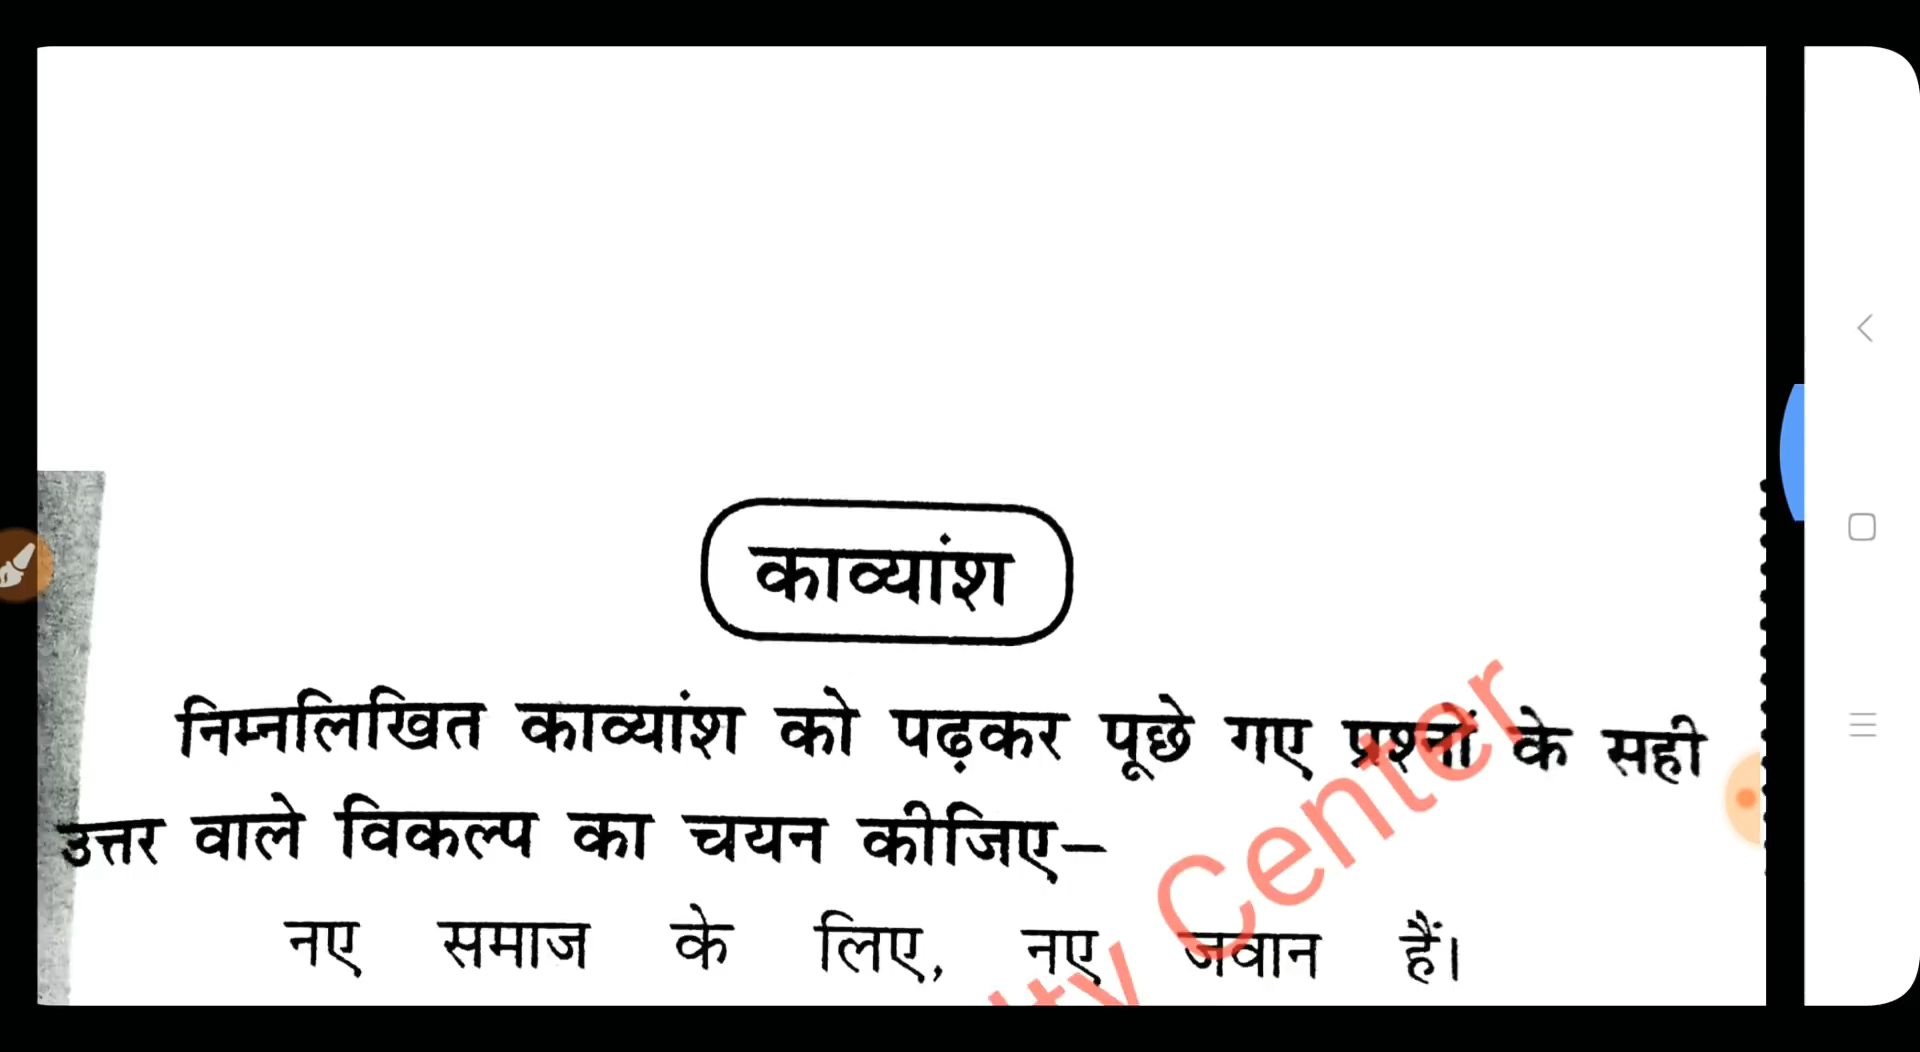 काव्यांश
निम्नलिखित काव्यांश को पढ़कर पूछे गए प्रश्नों के सही
उत्तर वाले विकल्प का चयन कीजिए–
नए समाज के लिए, नए जवान हैं।
Center